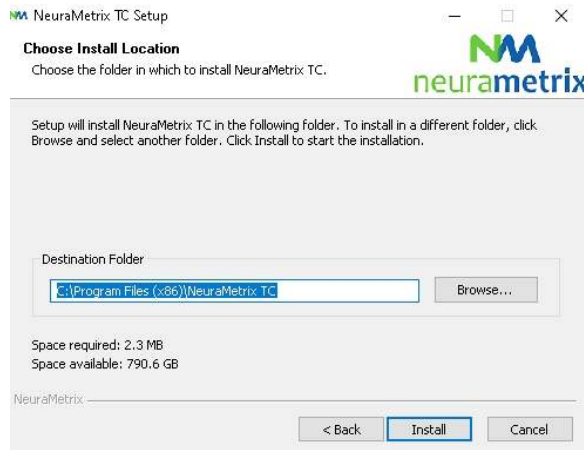 NM NeuraMetrix TC Setup
Choose Install Location
Choose the folder in which to install NeuraMetrix TC.
NM
neurametrix
Setup will install NeuraMetrix TC in the following folder. To install in a different folder, click
Browse and select another folder. Click Install to start the installation.
Destination Folder
C:\Program Files (x86)\NeuraMetrix TC
Browse...
Space required: 2.3 MB
Space available: 790.6 GB
NeuraMetrix
< Back
Install
Cancel